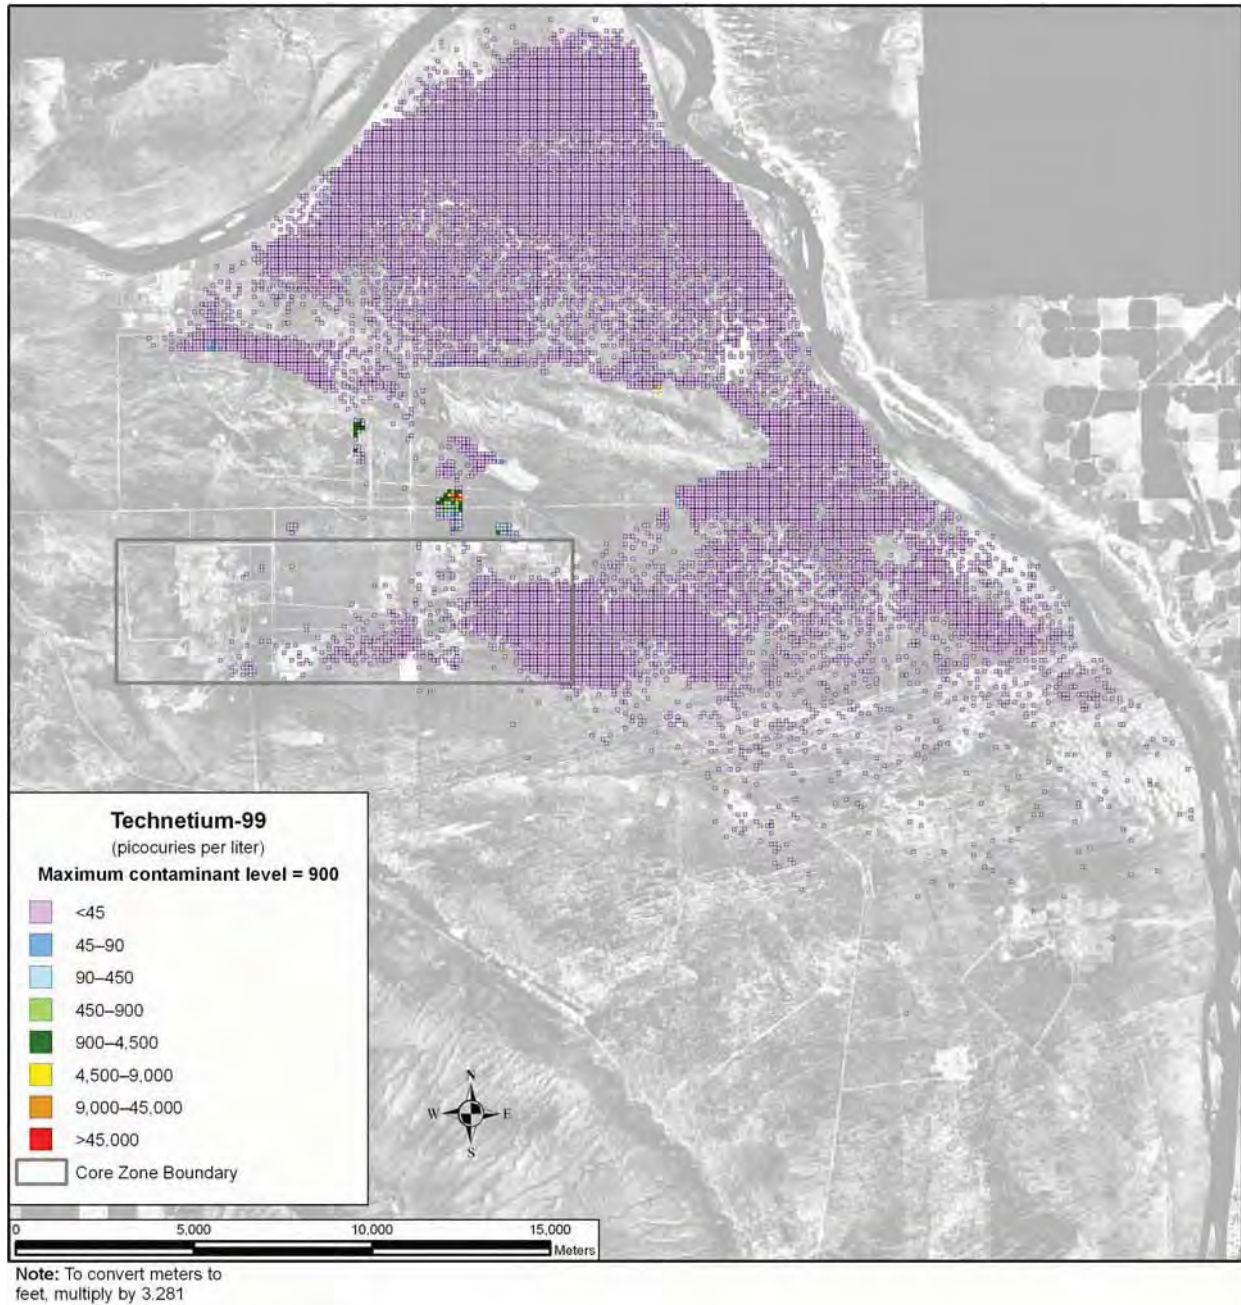 Technetium-99
(picocuries per liter)
Maximum contaminant level = 900
<45
45–90
90–450
450–900
900–4,500
4,500–9,000
9,000–45,000
>45,000
Core Zone Boundary
N
W E
S
0 5,000 10,000 15,000
Meters
Note: To convert meters to
feet, multiply by 3.281